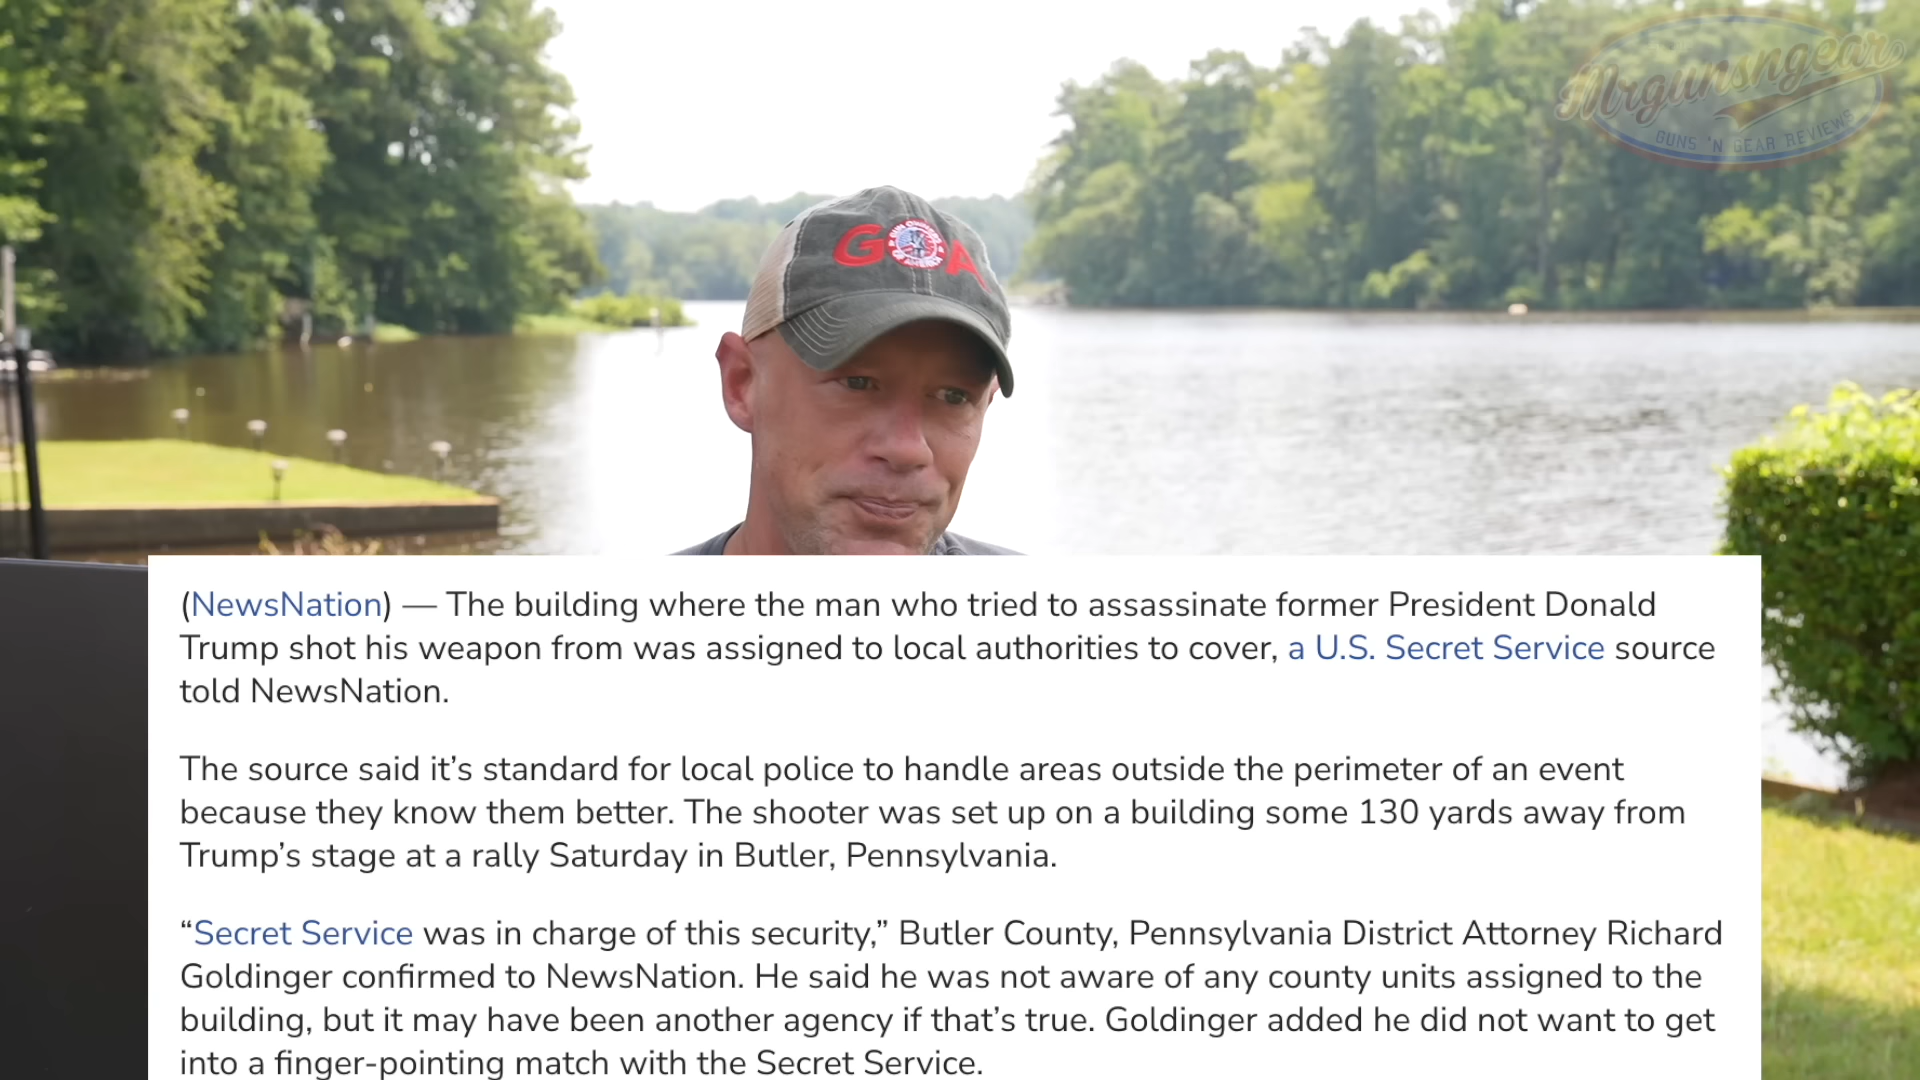 Mrgunsngear
GUNS 'N GEAR REVIEWS
GOA
GUN OWNERS
OF AMERICA
(NewsNation) — The building where the man who tried to assassinate former President Donald
Trump shot his weapon from was assigned to local authorities to cover, a U.S. Secret Service source
told NewsNation.
The source said it’s standard for local police to handle areas outside the perimeter of an event
because they know them better. The shooter was set up on a building some 130 yards away from
Trump’s stage at a rally Saturday in Butler, Pennsylvania.
“Secret Service was in charge of this security,” Butler County, Pennsylvania District Attorney Richard
Goldinger confirmed to NewsNation. He said he was not aware of any county units assigned to the
building, but it may have been another agency if that’s true. Goldinger added he did not want to get
into a finger-pointing match with the Secret Service.